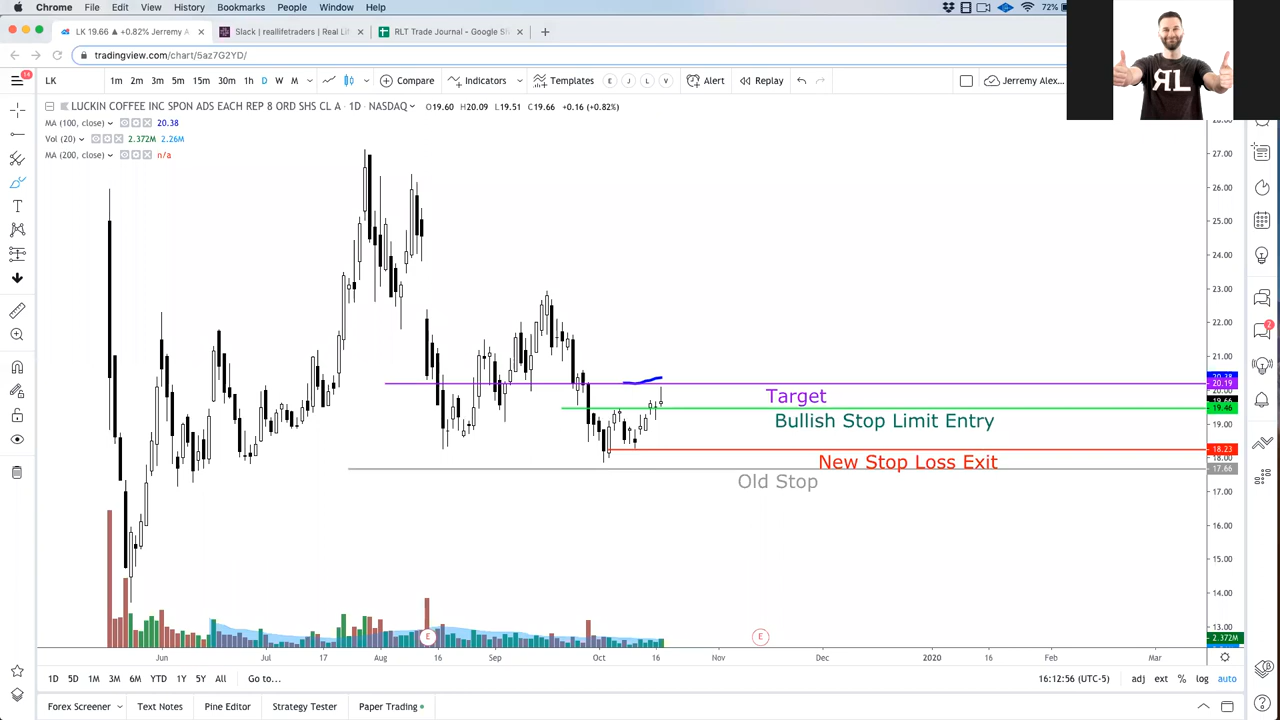 Chrome File Edit View History Bookmarks People Window Help 72%
LK 19.66 ▲ +0.82% Jerremy A × Slack | reallifetraders | Real Li × RLT Trade Journal - Google Sh × +
tradingview.com/chart/5az7G2YD/
14 LK 1m 2m 3m 5m 15m 30m 1h D W M Compare Indicators Templates E J L V Alert Replay Jerremy Alex...
RL
LUCKIN COFFEE INC SPON ADS EACH REP 8 ORD SHS CL A • 1D • NASDAQ O19.60 H20.09 L19.51 C19.66 +0.16 (+0.82%)
MA (100, close) 20.38
Vol (20) 2.372M 2.26M
MA (200, close) n/a
27.00
26.00
25.00
24.00
23.00
22.00
21.00
20.38
20.19
Target
19.46
Bullish Stop Limit Entry
19.00
18.23
18.00
New Stop Loss Exit
17.66
Old Stop
17.00
16.00
15.00
14.00
13.00
2.372M
2
E E
Jun Jul 17 Aug 16 Sep Oct 16 Nov Dec 2020 16 Feb Mar
1D 5D 1M 3M 6M YTD 1Y 5Y All Go to... 16:12:56 (UTC-5) adj ext % log auto
Forex Screener Text Notes Pine Editor Strategy Tester Paper Trading